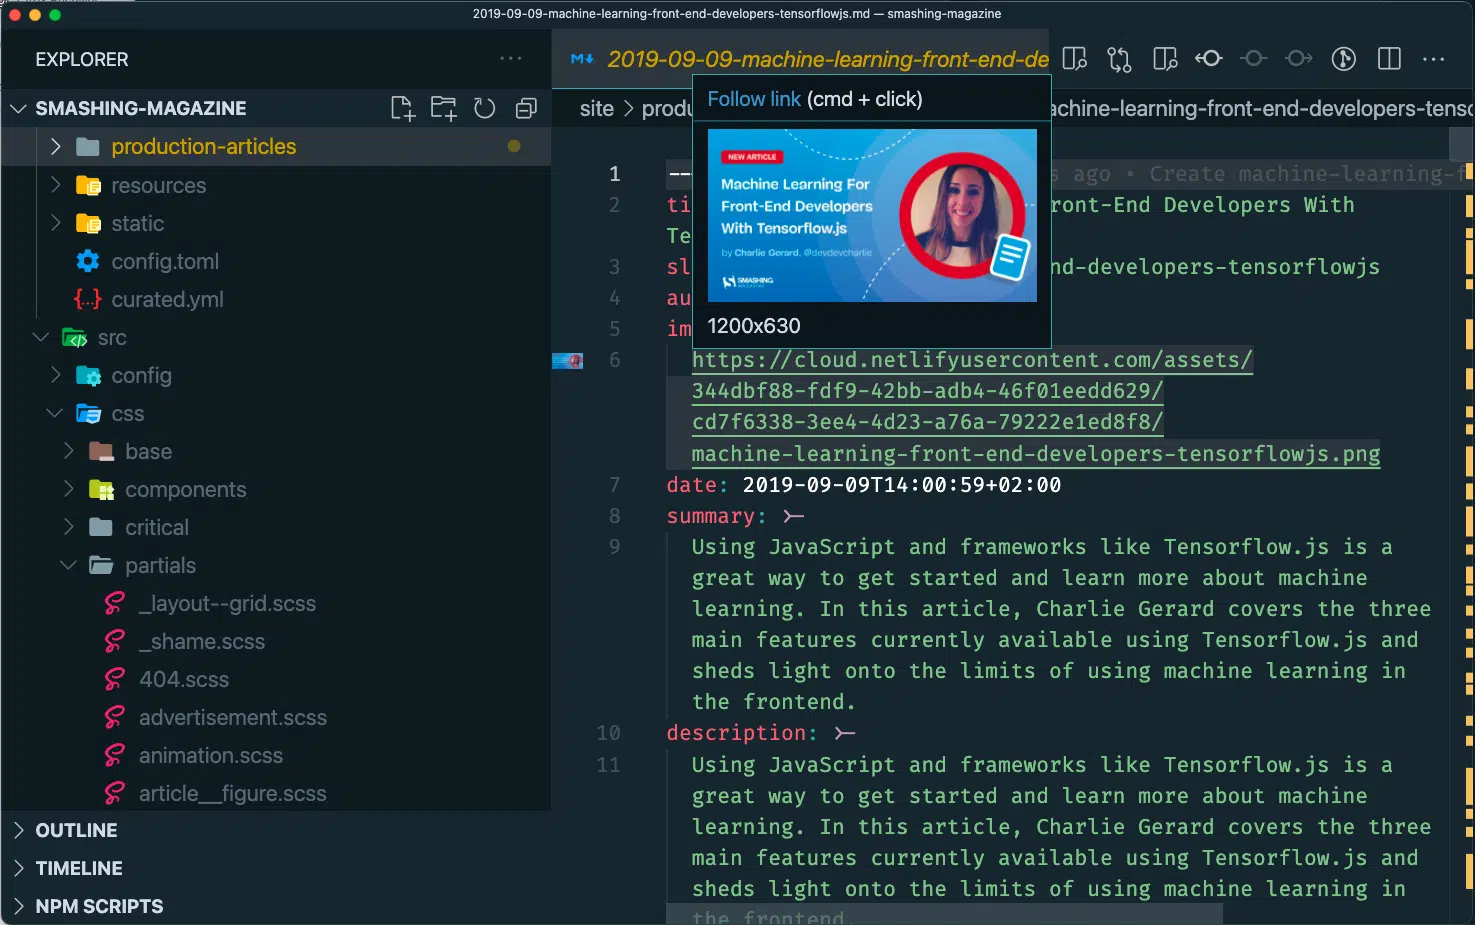 2019-09-09-machine-learning-front-end-developers-tensorflowjs.md — smashing-magazine
EXPLORER
SMASHING-MAGAZINE
production-articles
resources
static
config.toml
curated.yml
src
config
css
base
components
critical
partials
_layout--grid.scss
_shame.scss
404.scss
advertisement.scss
animation.scss
article__figure.scss
OUTLINE
TIMELINE
NPM SCRIPTS
2019-09-09-machine-learning-front-end-de
site > produ
achine-learning-front-end-developers-tenso
Follow link (cmd + click)
NEW ARTICLE
Machine Learning For
Front-End Developers
With Tensorflow.js
by Charlie Gerard, @devdevcharlie
SMASHING
MAGAZINE
1200x630
1 -- s ago • Create machine-learning-f
2 ti ront-End Developers With
Te
3 sl nd-developers-tensorflowjs
4 au
5 im
6 https://cloud.netlifyusercontent.com/assets/
344dbf88-fdf9-42bb-adb4-46f01eedd629/
cd7f6338-3ee4-4d23-a76a-79222e1ed8f8/
machine-learning-front-end-developers-tensorflowjs.png
7 date: 2019-09-09T14:00:59+02:00
8 summary: >-
9 Using JavaScript and frameworks like Tensorflow.js is a
great way to get started and learn more about machine
learning. In this article, Charlie Gerard covers the three
main features currently available using Tensorflow.js and
sheds light onto the limits of using machine learning in
the frontend.
10 description: >-
11 Using JavaScript and frameworks like Tensorflow.js is a
great way to get started and learn more about machine
learning. In this article, Charlie Gerard covers the three
main features currently available using Tensorflow.js and
sheds light onto the limits of using machine learning in
the frontend.